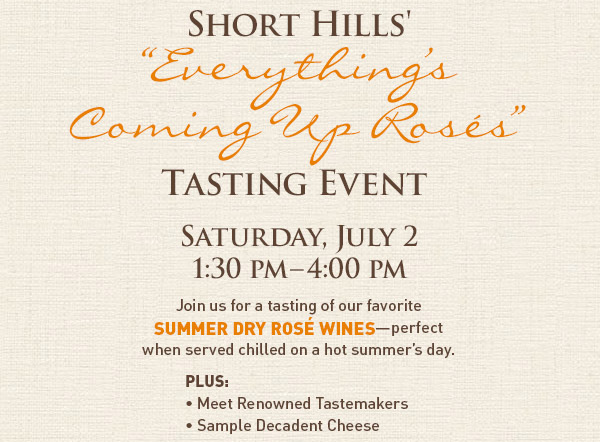 Short Hills'
“Everything's
Coming Up Rosés”
Tasting Event
Saturday, July 2
1:30 pm–4:00 pm
Join us for a tasting of our favorite
SUMMER DRY ROSÉ WINES—perfect
when served chilled on a hot summer's day.
PLUS:
• Meet Renowned Tastemakers
• Sample Decadent Cheese